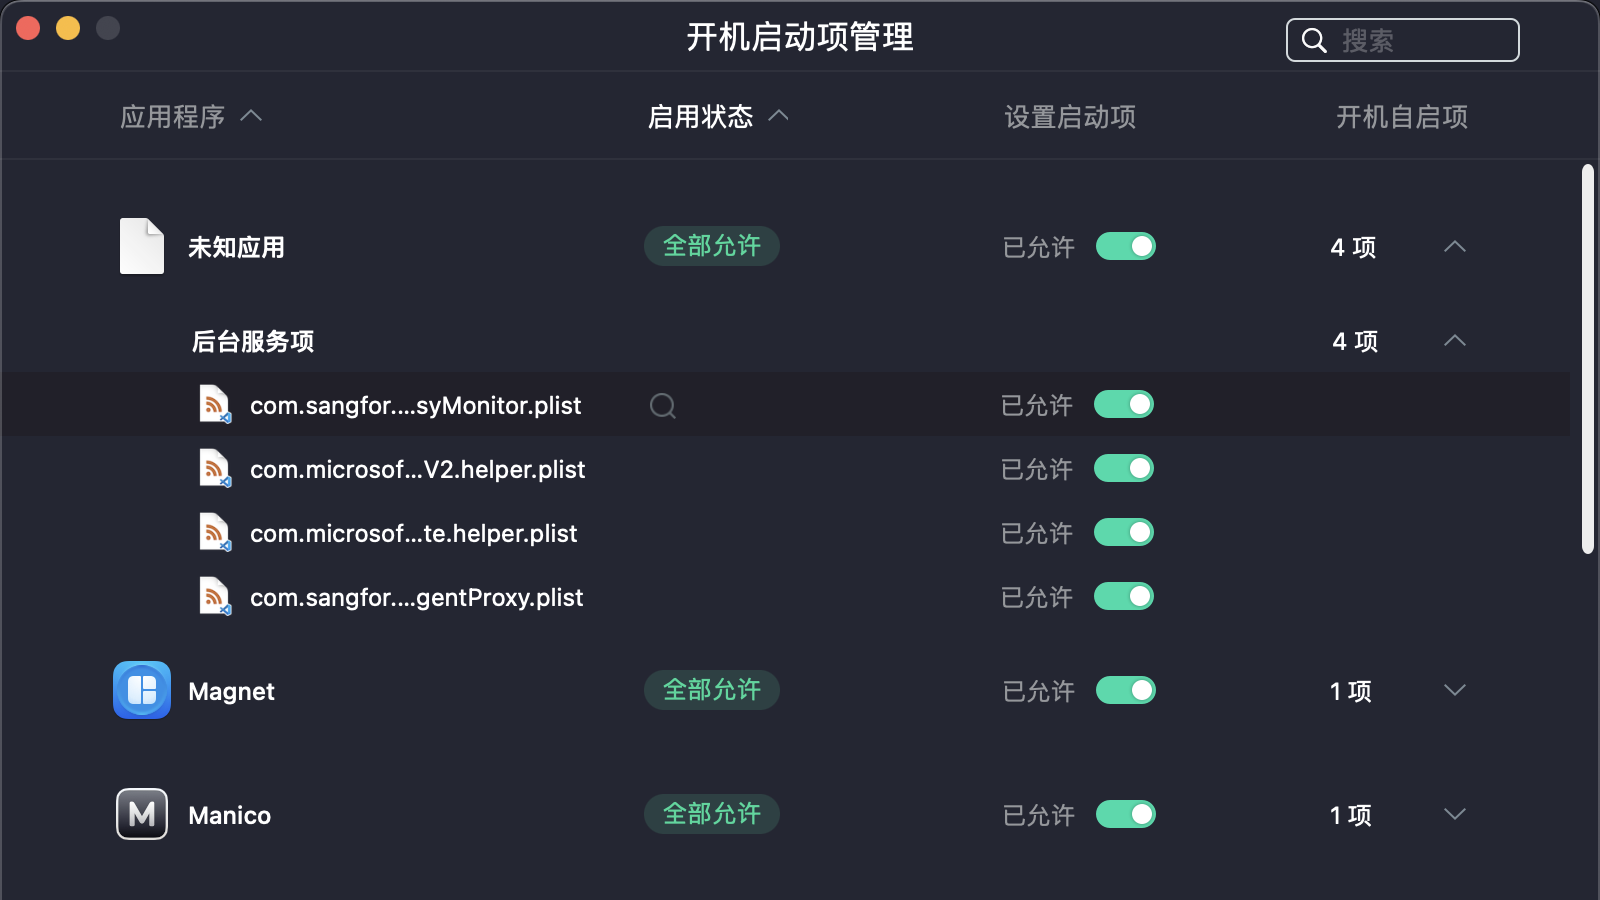 开机启动项管理
搜索
应用程序 启用状态 设置启动项 开机自启项
未知应用 全部允许 已允许 4 项
后台服务项 4 项
com.sangfor....syMonitor.plist 已允许
com.microsof...V2.helper.plist 已允许
com.microsof...te.helper.plist 已允许
com.sangfor....gentProxy.plist 已允许
Magnet 全部允许 已允许 1 项
M Manico 全部允许 已允许 1 项